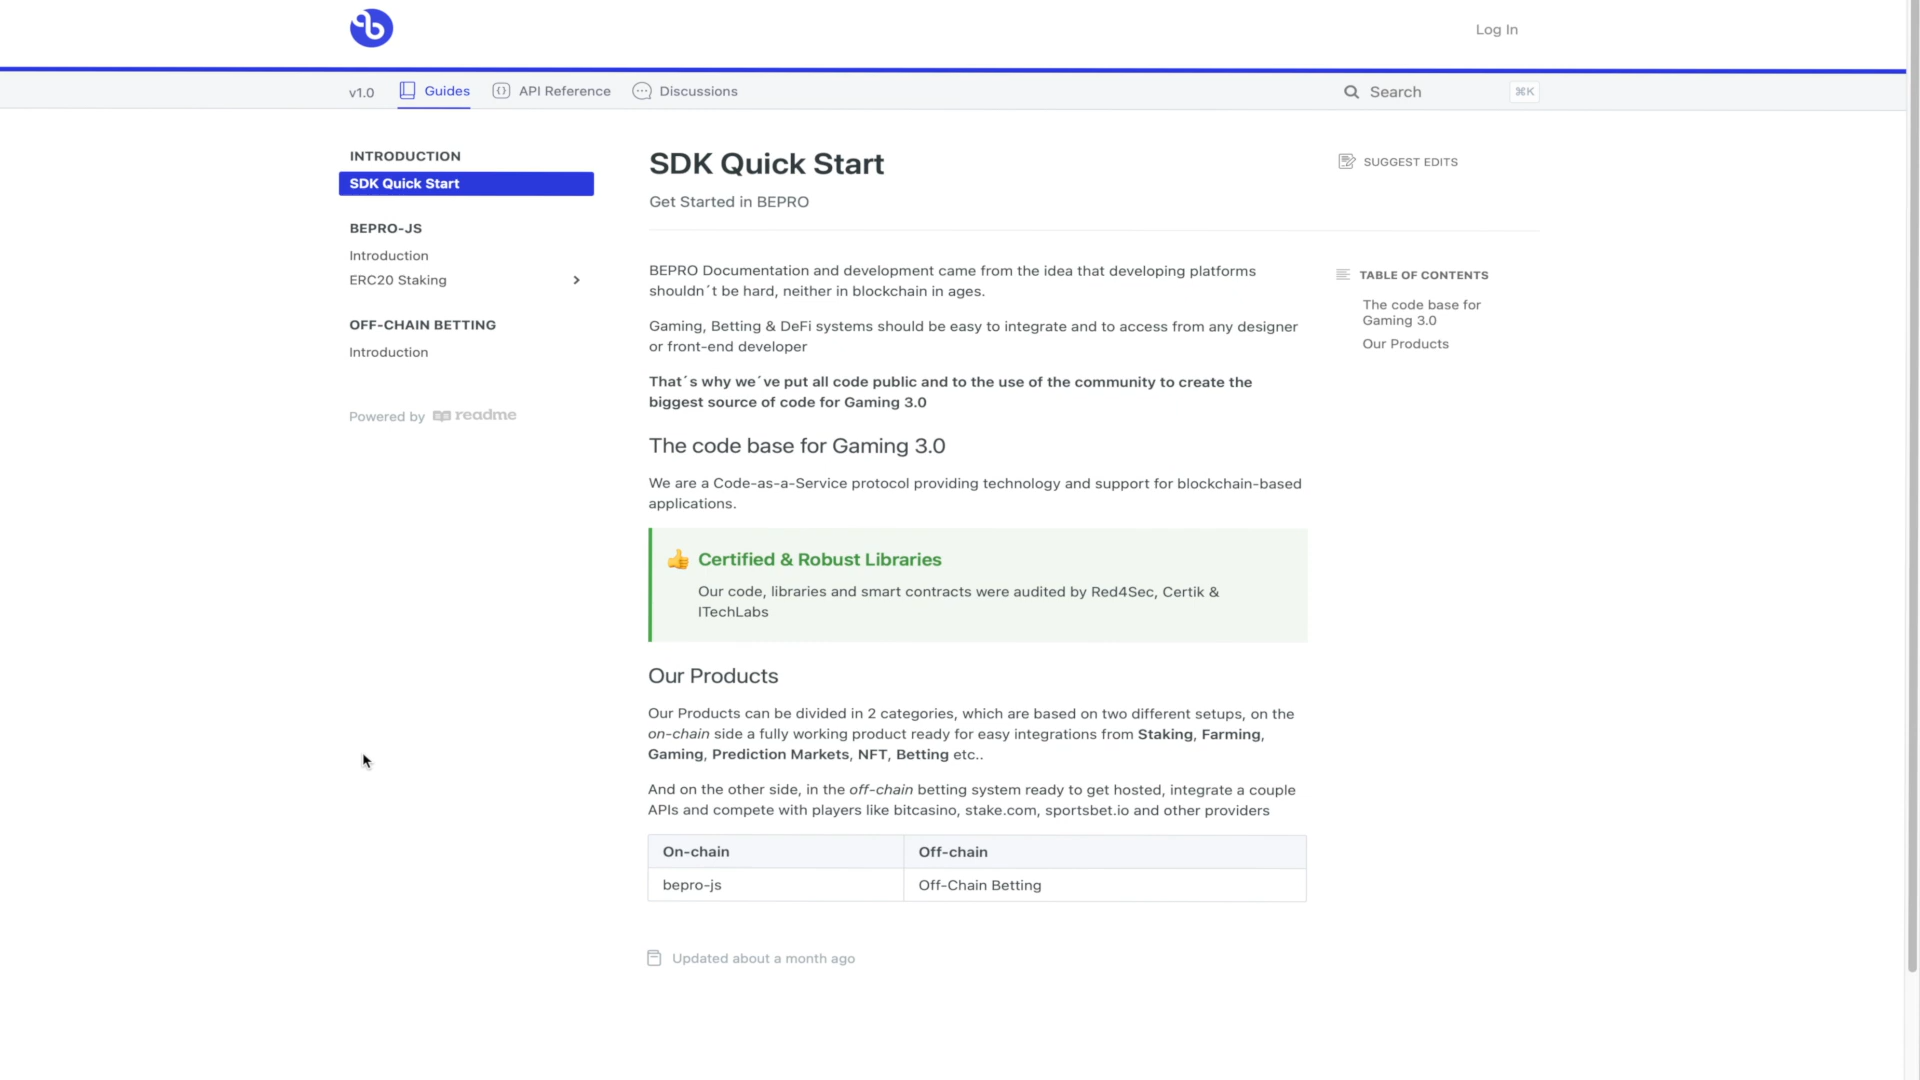 Log In
v1.0
Guides
API Reference
Discussions
Search
⌘K
INTRODUCTION
SDK Quick Start
BEPRO-JS
Introduction
ERC20 Staking
OFF-CHAIN BETTING
Introduction
Powered by readme
SDK Quick Start
Get Started in BEPRO
SUGGEST EDITS
BEPRO Documentation and development came from the idea that developing platforms
shouldn´t be hard, neither in blockchain in ages.
Gaming, Betting & DeFi systems should be easy to integrate and to access from any designer
or front-end developer
That´s why we´ve put all code public and to the use of the community to create the
biggest source of code for Gaming 3.0
The code base for Gaming 3.0
We are a Code-as-a-Service protocol providing technology and support for blockchain-based
applications.
👍 Certified & Robust Libraries
Our code, libraries and smart contracts were audited by Red4Sec, Certik &
ITechLabs
Our Products
Our Products can be divided in 2 categories, which are based on two different setups, on the
on-chain side a fully working product ready for easy integrations from Staking, Farming,
Gaming, Prediction Markets, NFT, Betting etc..
And on the other side, in the off-chain betting system ready to get hosted, integrate a couple
APIs and compete with players like bitcasino, stake.com, sportsbet.io and other providers
On-chain
Off-chain
bepro-js
Off-Chain Betting
Updated about a month ago
TABLE OF CONTENTS
The code base for
Gaming 3.0
Our Products